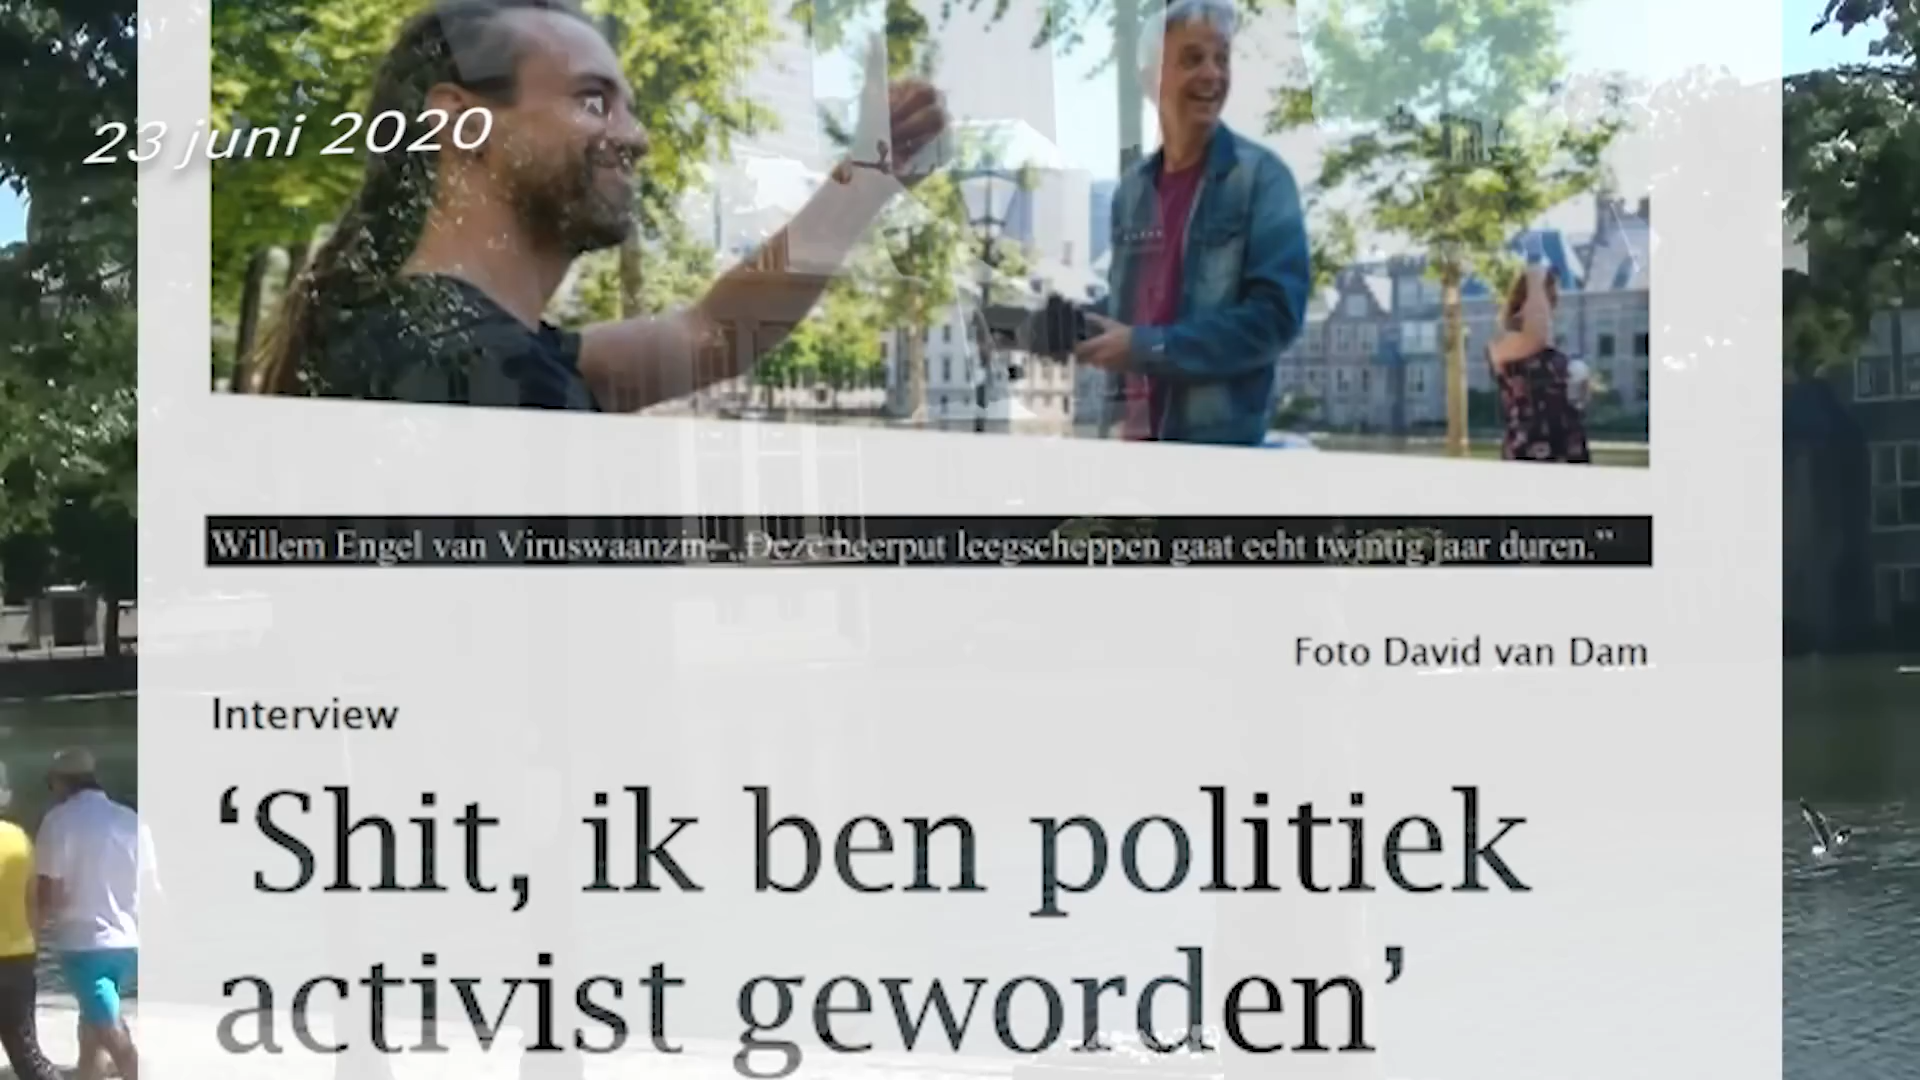 23 juni 2020
Willem Engel van Viruswaanzin: „Deze beerput leegscheppen gaat echt twintig jaar duren.”
Foto David van Dam
Interview
‘Shit, ik ben politiek
activist geworden’